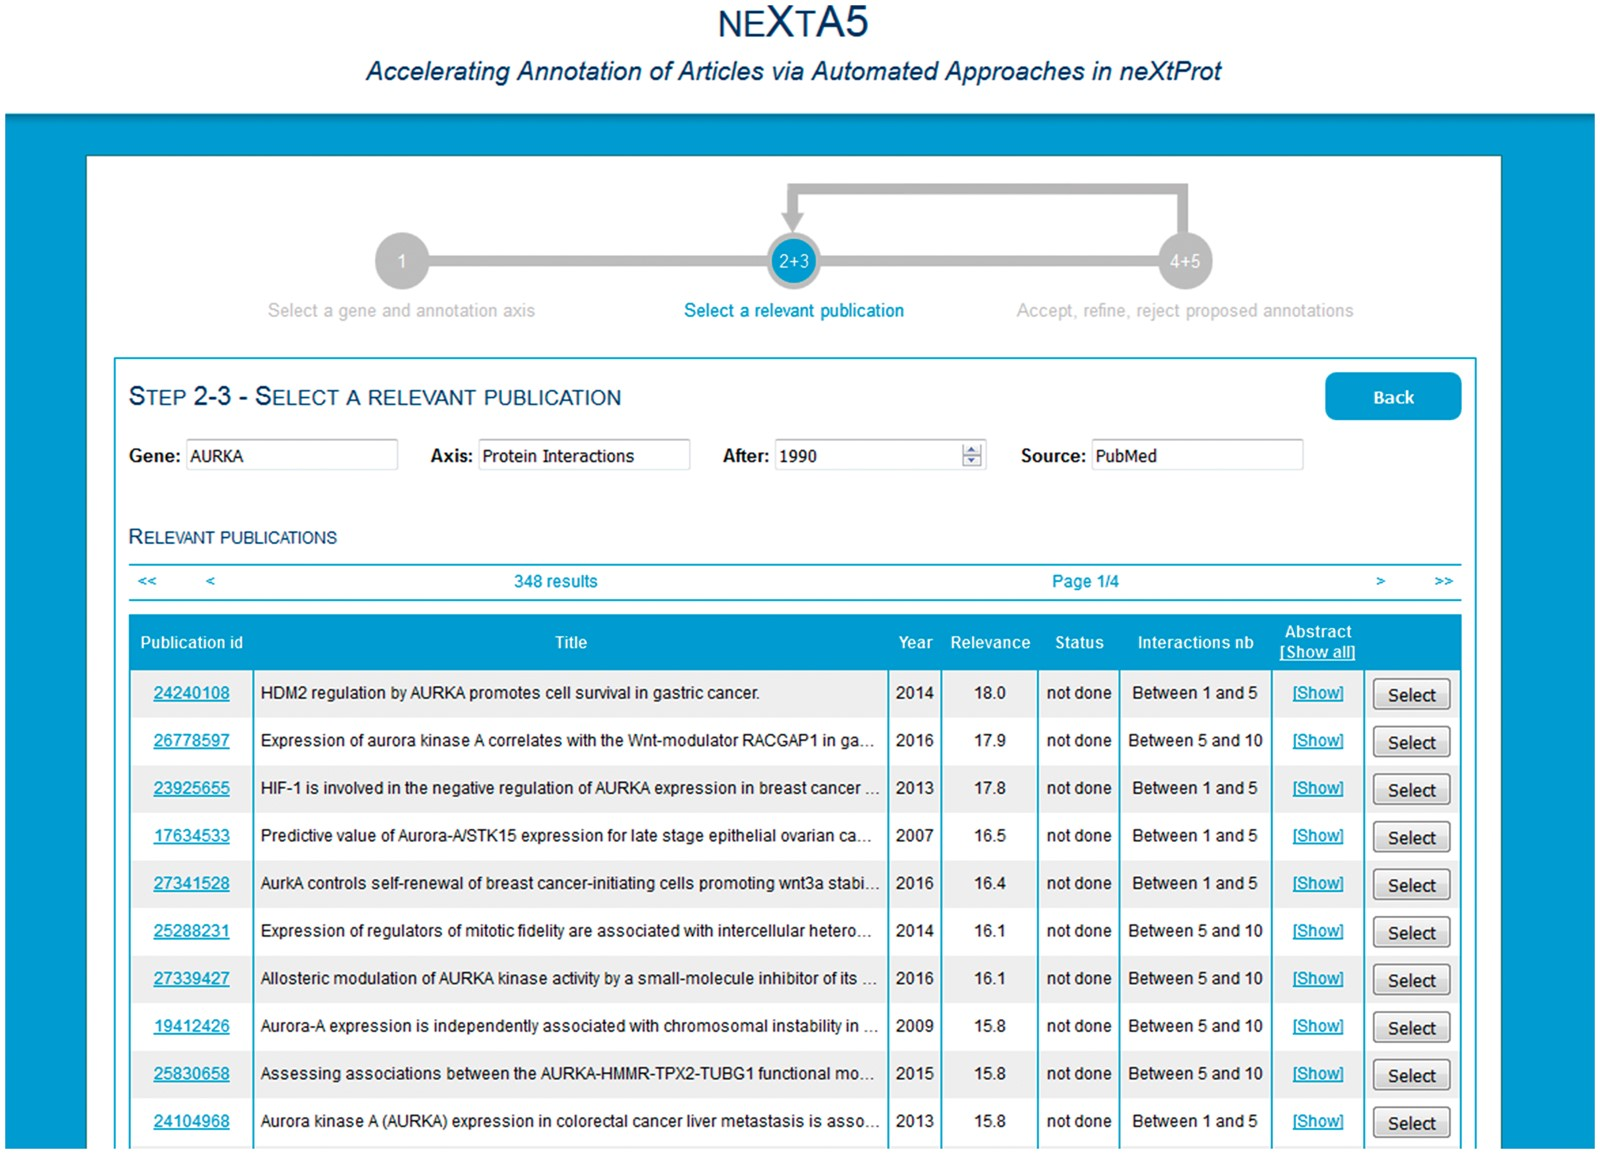 NEXTA5
Accelerating Annotation of Articles via Automated Approaches in neXtProt
1
2+3
4+5
Select a gene and annotation axis
Select a relevant publication
Accept, refine, reject proposed annotations
STEP 2-3 - SELECT A RELEVANT PUBLICATION
Back
Gene: AURKA Axis: Protein Interactions After: 1990 Source: PubMed
RELEVANT PUBLICATIONS
<< < 348 results Page 1/4 > >>
Publication id Title Year Relevance Status Interactions nb Abstract [Show all]
24240108 HDM2 regulation by AURKA promotes cell survival in gastric cancer. 2014 18.0 not done Between 1 and 5 [Show] Select
26778597 Expression of aurora kinase A correlates with the Wnt-modulator RACGAP1 in ga... 2016 17.9 not done Between 5 and 10 [Show] Select
23925655 HIF-1 is involved in the negative regulation of AURKA expression in breast cancer ... 2013 17.8 not done Between 1 and 5 [Show] Select
17634533 Predictive value of Aurora-A/STK15 expression for late stage epithelial ovarian ca... 2007 16.5 not done Between 1 and 5 [Show] Select
27341528 AurkA controls self-renewal of breast cancer-initiating cells promoting wnt3a stabi... 2016 16.4 not done Between 1 and 5 [Show] Select
25288231 Expression of regulators of mitotic fidelity are associated with intercellular hetero... 2014 16.1 not done Between 5 and 10 [Show] Select
27339427 Allosteric modulation of AURKA kinase activity by a small-molecule inhibitor of its ... 2016 16.1 not done Between 5 and 10 [Show] Select
19412426 Aurora-A expression is independently associated with chromosomal instability in ... 2009 15.8 not done Between 5 and 10 [Show] Select
25830658 Assessing associations between the AURKA-HMMR-TPX2-TUBG1 functional mo... 2015 15.8 not done Between 5 and 10 [Show] Select
24104968 Aurora kinase A (AURKA) expression in colorectal cancer liver metastasis is asso... 2013 15.8 not done Between 1 and 5 [Show] Select